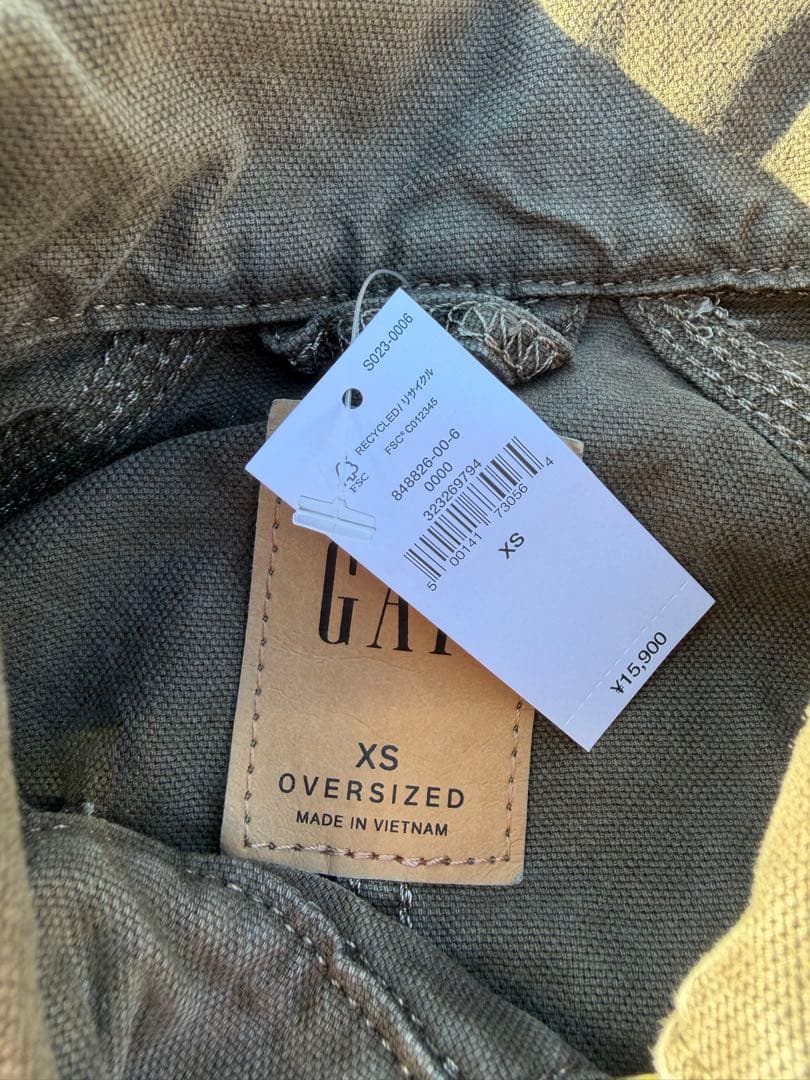 S023-0006
RECYCLED/リサイクル
FSC® C012345
FSC
848826-00-6
0000
323269794
5 00141 73056 4
XS
¥15,900
GAP
XS
OVERSIZED
MADE IN VIETNAM